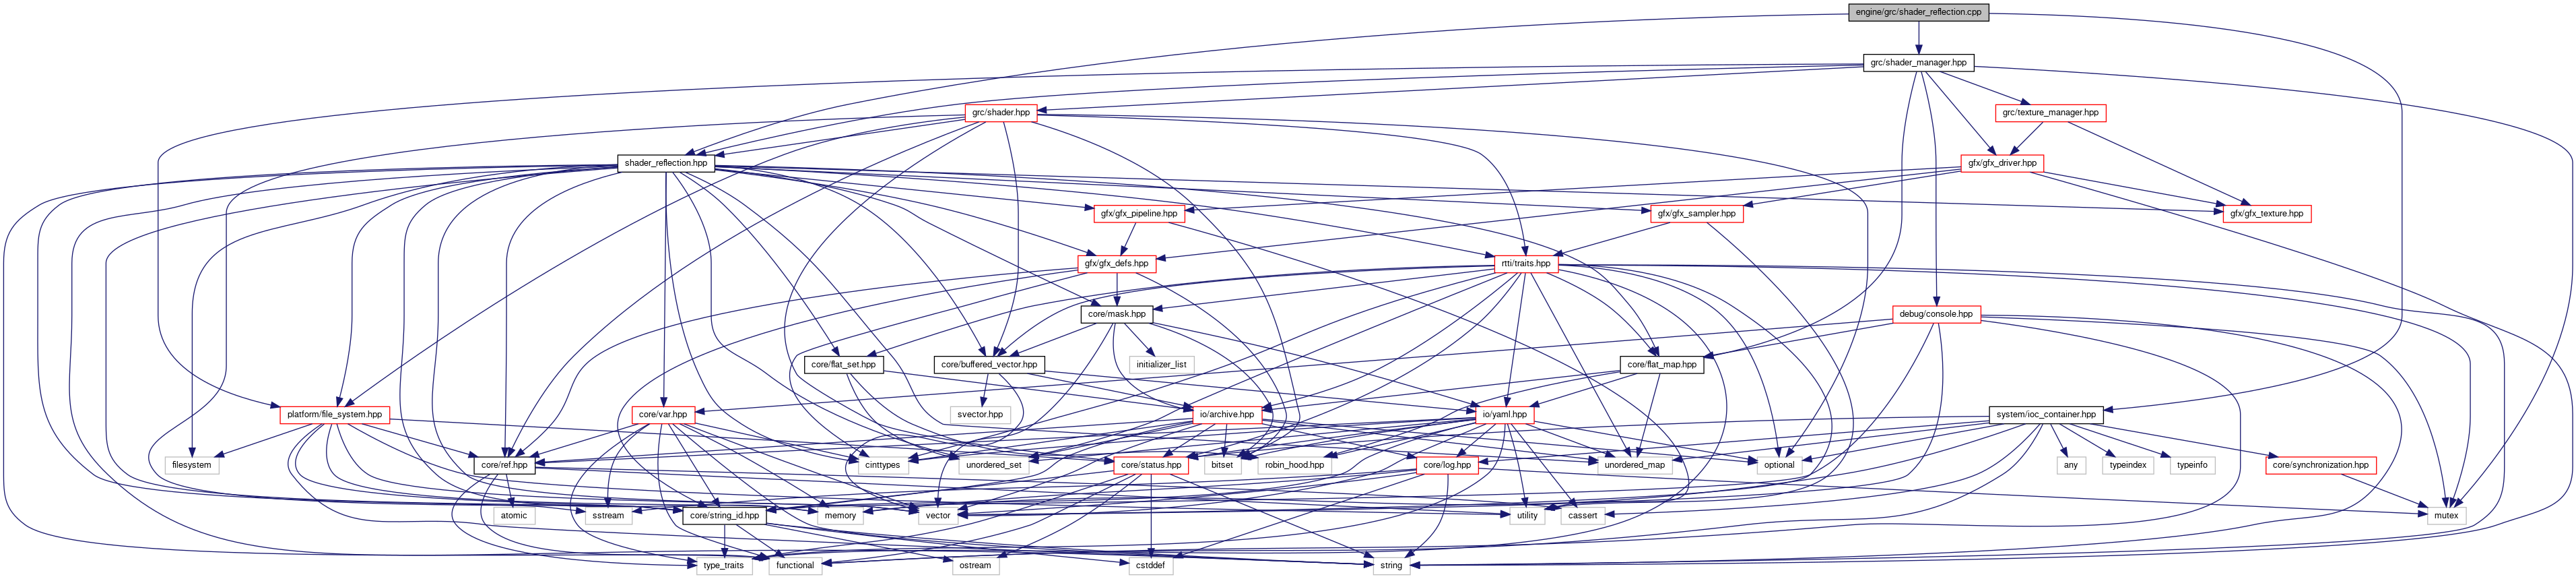 engine/grc/shader_reflection.cpp
grc/shader_manager.hpp
grc/shader.hpp
grc/texture_manager.hpp
shader_reflection.hpp
gfx/gfx_driver.hpp
gfx/gfx_pipeline.hpp
gfx/gfx_sampler.hpp
gfx/gfx_texture.hpp
gfx/gfx_defs.hpp
rtti/traits.hpp
core/mask.hpp
debug/console.hpp
core/flat_set.hpp
core/buffered_vector.hpp
initializer_list
core/flat_map.hpp
platform/file_system.hpp
core/var.hpp
svector.hpp
io/archive.hpp
io/yaml.hpp
system/ioc_container.hpp
filesystem
core/ref.hpp
cinttypes
unordered_set
core/status.hpp
bitset
robin_hood.hpp
core/log.hpp
unordered_map
optional
any
typeindex
typeinfo
core/synchronization.hpp
atomic
sstream
core/string_id.hpp
memory
vector
utility
cassert
mutex
type_traits
functional
ostream
cstddef
string